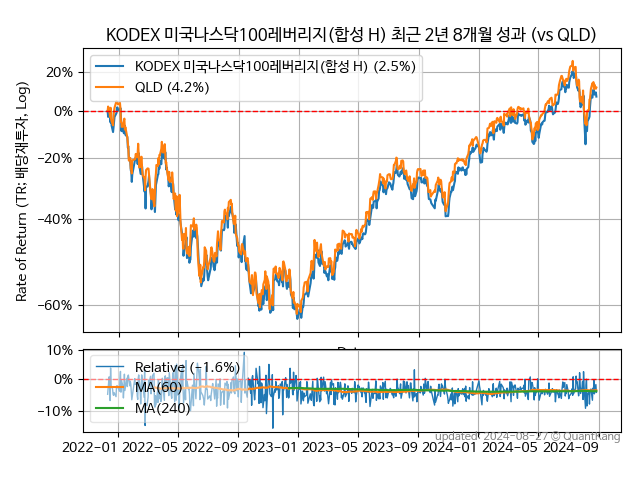 KODEX 미국나스닥100레버리지(합성 H) 최근 2년 8개월 성과 (vs QLD)
KODEX 미국나스닥100레버리지(합성 H) (2.5%)
QLD (4.2%)
20%
0%
−20%
−40%
−60%
Rate of Return (TR: 배당재투자, Log)
10%
0%
−10%
Relative (−1.6%)
MA(60)
MA(240)
updated: 2024-08-27 © QuantKang
2022−01 2022−05 2022−09 2023−01 2023−05 2023−09 2024−01 2024−05 2024−09